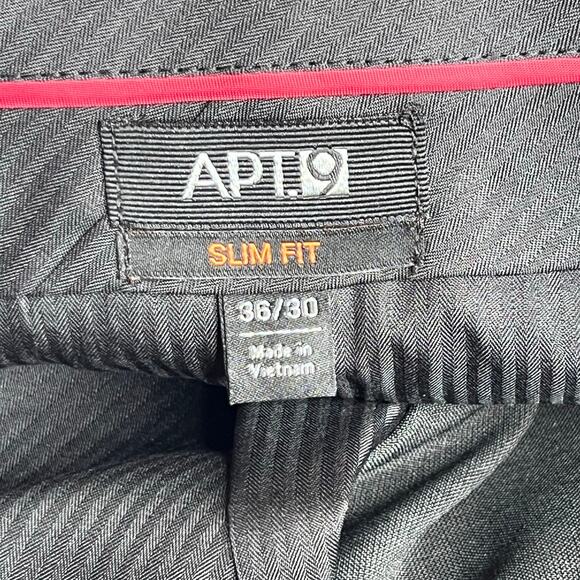 APT.9
SLIM FIT
36/30
Made in
Vietnam